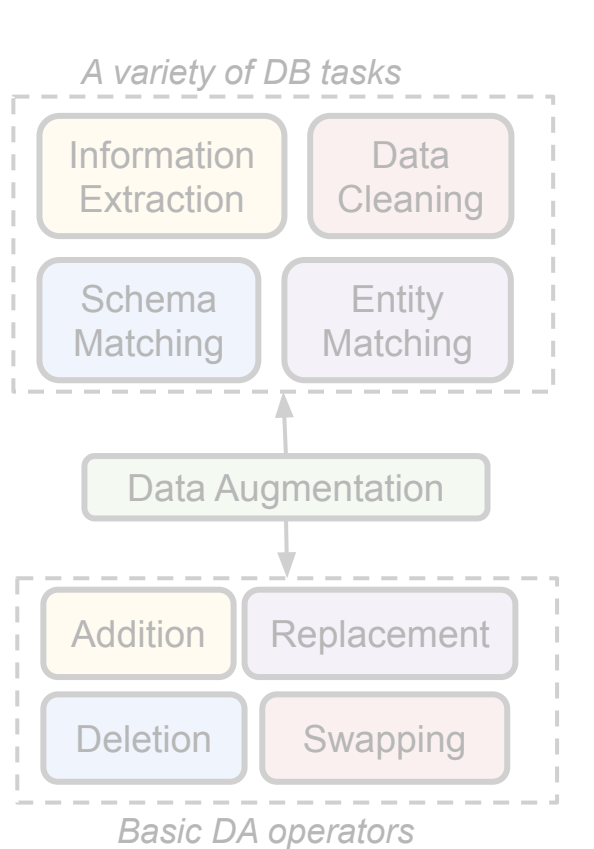 A variety of DB tasks
Information
Extraction
Data
Cleaning
Schema
Matching
Entity
Matching
Data Augmentation
Addition
Replacement
Deletion
Swapping
Basic DA operators